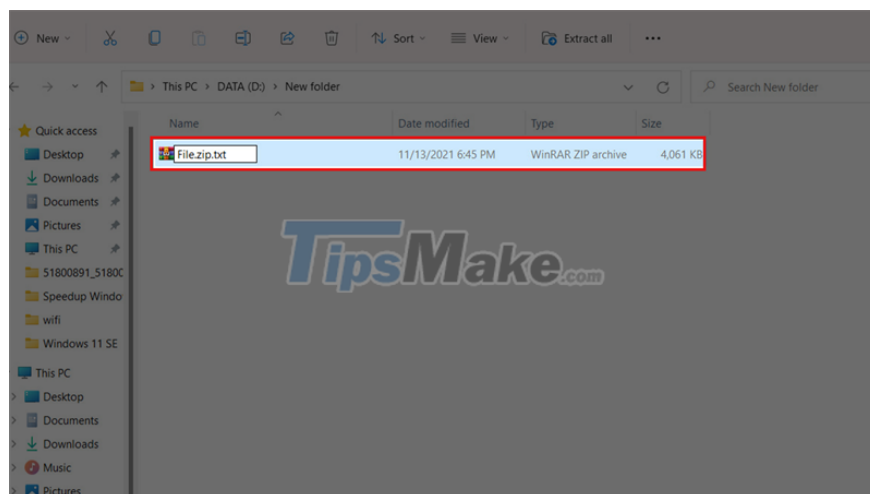 New
Sort
View
Extract all
This PC > DATA (D:) > New folder
Search New folder
Name
Date modified
Type
Size
File.zip.txt
11/13/2021 6:45 PM
WinRAR ZIP archive
4,061 KB
Quick access
Desktop
Downloads
Documents
Pictures
This PC
51800891_5180C
Speedup Windo
wifi
Windows 11 SE
This PC
Desktop
Documents
Downloads
Music
Pictures
TipsMake.com